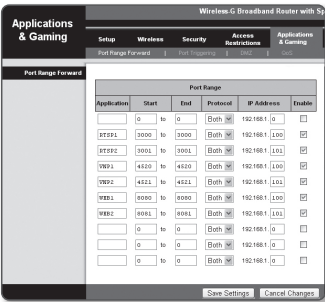 Wireless-G Broadband Router with Sp
Applications & Gaming
Setup Wireless Security Access Restrictions Applications & Gaming
Port Range Forward | Port Triggering | DMZ | QoS
Port Range Forward
Port Range
Application Start End Protocol IP Address Enable
0 to 0 Both 192.168.1. 0
RTSP1 3000 to 3000 Both 192.168.1. 100
RTSP2 3001 to 3001 Both 192.168.1. 101
VNP1 4520 to 4520 Both 192.168.1. 100
VNP2 4521 to 4521 Both 192.168.1. 101
WEB1 8080 to 8080 Both 192.168.1. 100
WEB2 8081 to 8081 Both 192.168.1. 101
0 to 0 Both 192.168.1. 0
0 to 0 Both 192.168.1. 0
0 to 0 Both 192.168.1. 0
Save Settings Cancel Changes